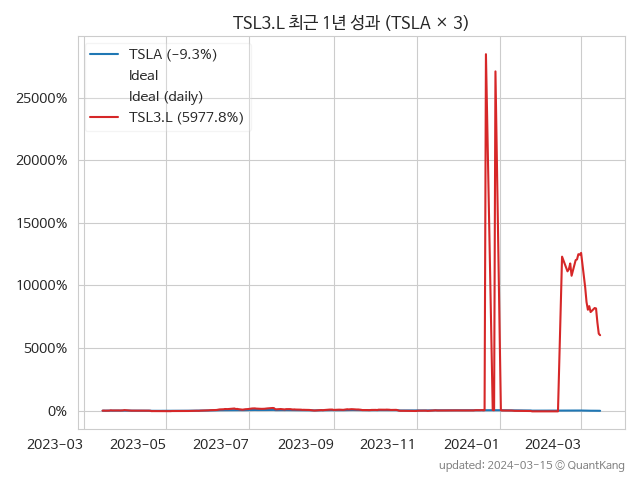 TSL3.L 최근 1년 성과 (TSLA × 3)
TSLA (-9.3%)
Ideal
Ideal (daily)
TSL3.L (5977.8%)
25000%
20000%
15000%
10000%
5000%
0%
2023-03 2023-05 2023-07 2023-09 2023-11 2024-01 2024-03
updated: 2024-03-15 © QuantKang